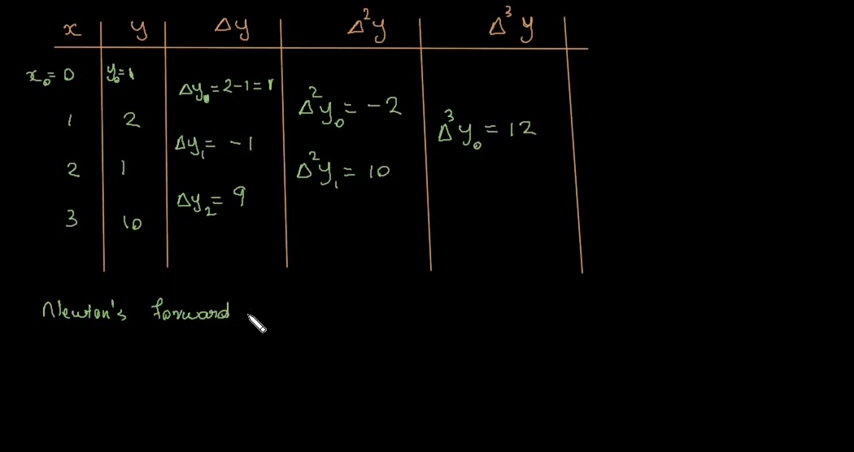 x y Δy Δ²y Δ³y
x₀=0 y₀=1
Δy₀=2-1=1
Δ²y₀=-2
1 2
Δ³y₀=12
Δy₁=-1
2 1
Δ²y₁=10
Δy₂=9
3 10
Newton's forward